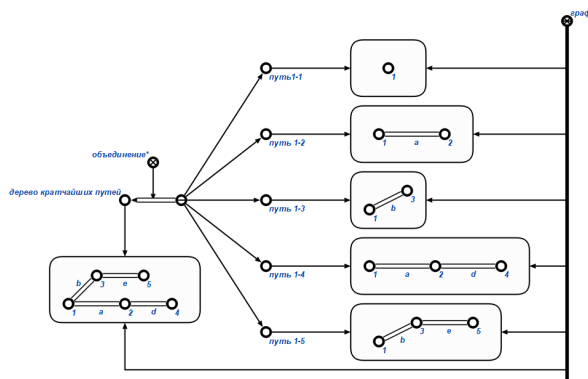 граф
путь1-1
1
путь 1-2
1 a 2
объединение*
дерево кратчайших путей
путь 1-3
1 b 3
путь 1-4
1 a 2 d 4
b 3 e 5
1 a 2 d 4
путь 1-5
1 b 3 e 5